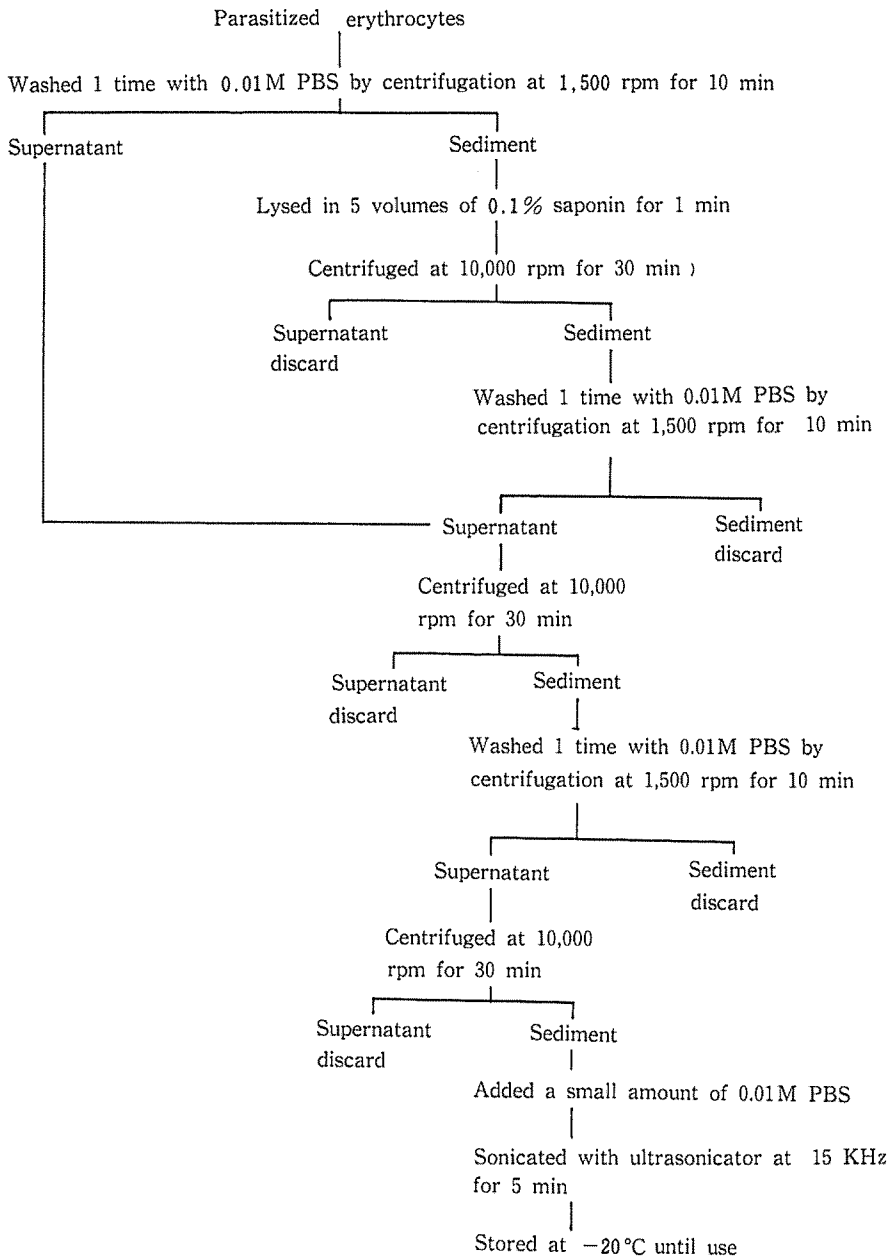 Parasitized erythrocytes
Washed 1 time with 0.01M PBS by centrifugation at 1,500 rpm for 10 min
Supernatant
Sediment
Lysed in 5 volumes of 0.1% saponin for 1 min
Centrifuged at 10,000 rpm for 30 min )
Supernatant
discard
Sediment
Washed 1 time with 0.01M PBS by
centrifugation at 1,500 rpm for 10 min
Supernatant
Sediment
discard
Centrifuged at 10,000
rpm for 30 min
Supernatant
discard
Sediment
Washed 1 time with 0.01M PBS by
centrifugation at 1,500 rpm for 10 min
Supernatant
Sediment
discard
Centrifuged at 10,000
rpm for 30 min
Supernatant
discard
Sediment
Added a small amount of 0.01M PBS
Sonicated with ultrasonicator at 15 KHz
for 5 min
Stored at −20°C until use